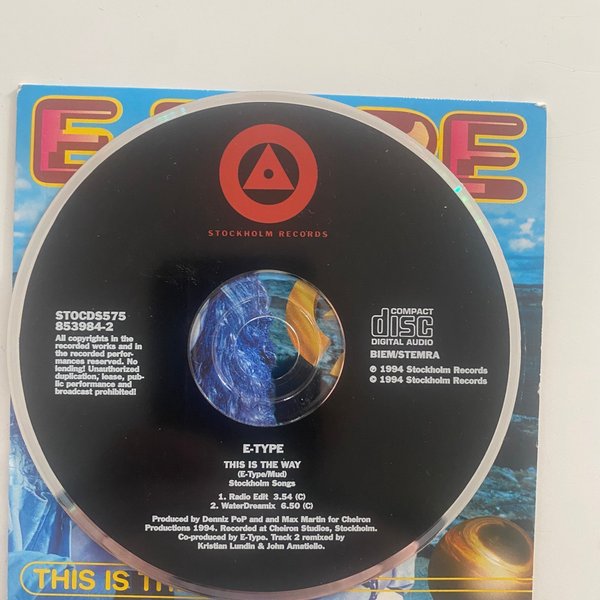 E-TYPE
STOCKHOLM RECORDS
STOCDS575
853984-2
All copyrights in the
recorded works and in
the recorded perfor-
mances reserved. No
lending! Unauthorized
duplication, lease, pub-
lic performance and
broadcast prohibited!
COMPACT
disc
DIGITAL AUDIO
BIEM/STEMRA
℗ 1994 Stockholm Records
© 1994 Stockholm Records
E-TYPE
THIS IS THE WAY
(E-Type/Mud)
Stockholm Songs
1. Radio Edit 3.54 (C)
2. WaterDreamix 6.50 (C)
Produced by Denniz PoP and and Max Martin for Cheiron
Productions 1994. Recorded at Cheiron Studios, Stockholm.
Co-produced by E-Type. Track 2 remixed by
Kristian Lundin & John Amatiello.
THIS IS